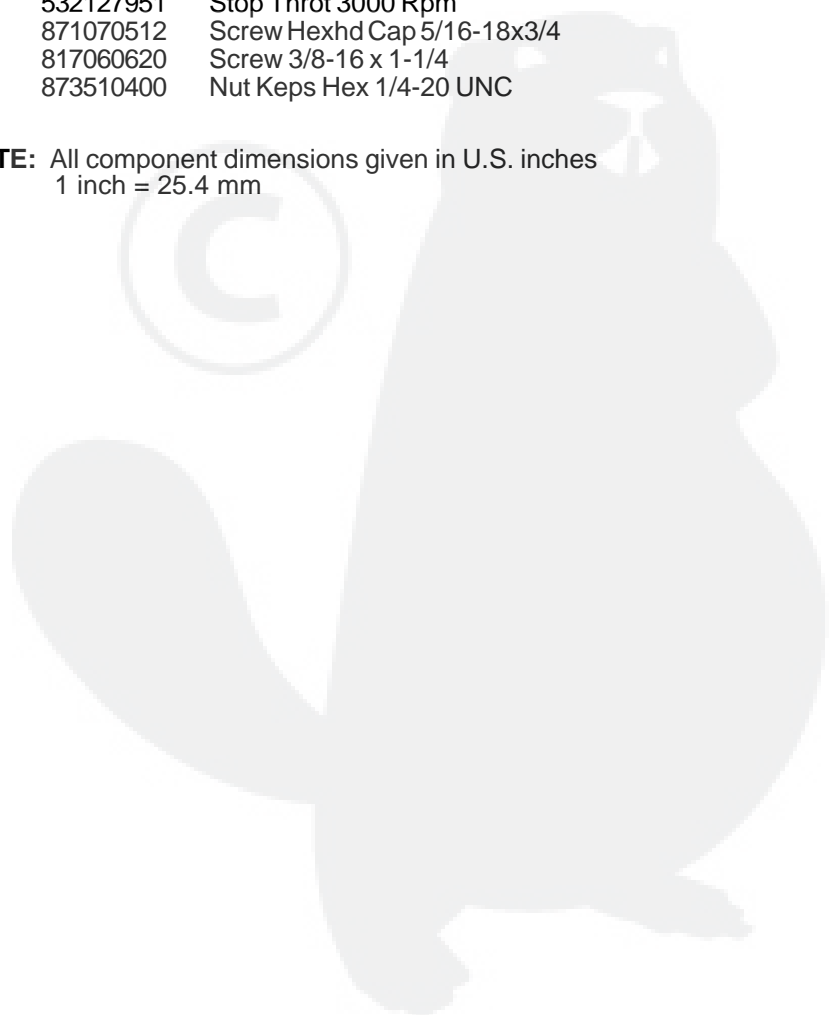 532127951 Stop Throt 3000 Rpm
871070512 Screw Hexhd Cap 5/16-18x3/4
817060620 Screw 3/8-16 x 1-1/4
873510400 Nut Keps Hex 1/4-20 UNC
TE: All component dimensions given in U.S. inches
1 inch = 25.4 mm
©